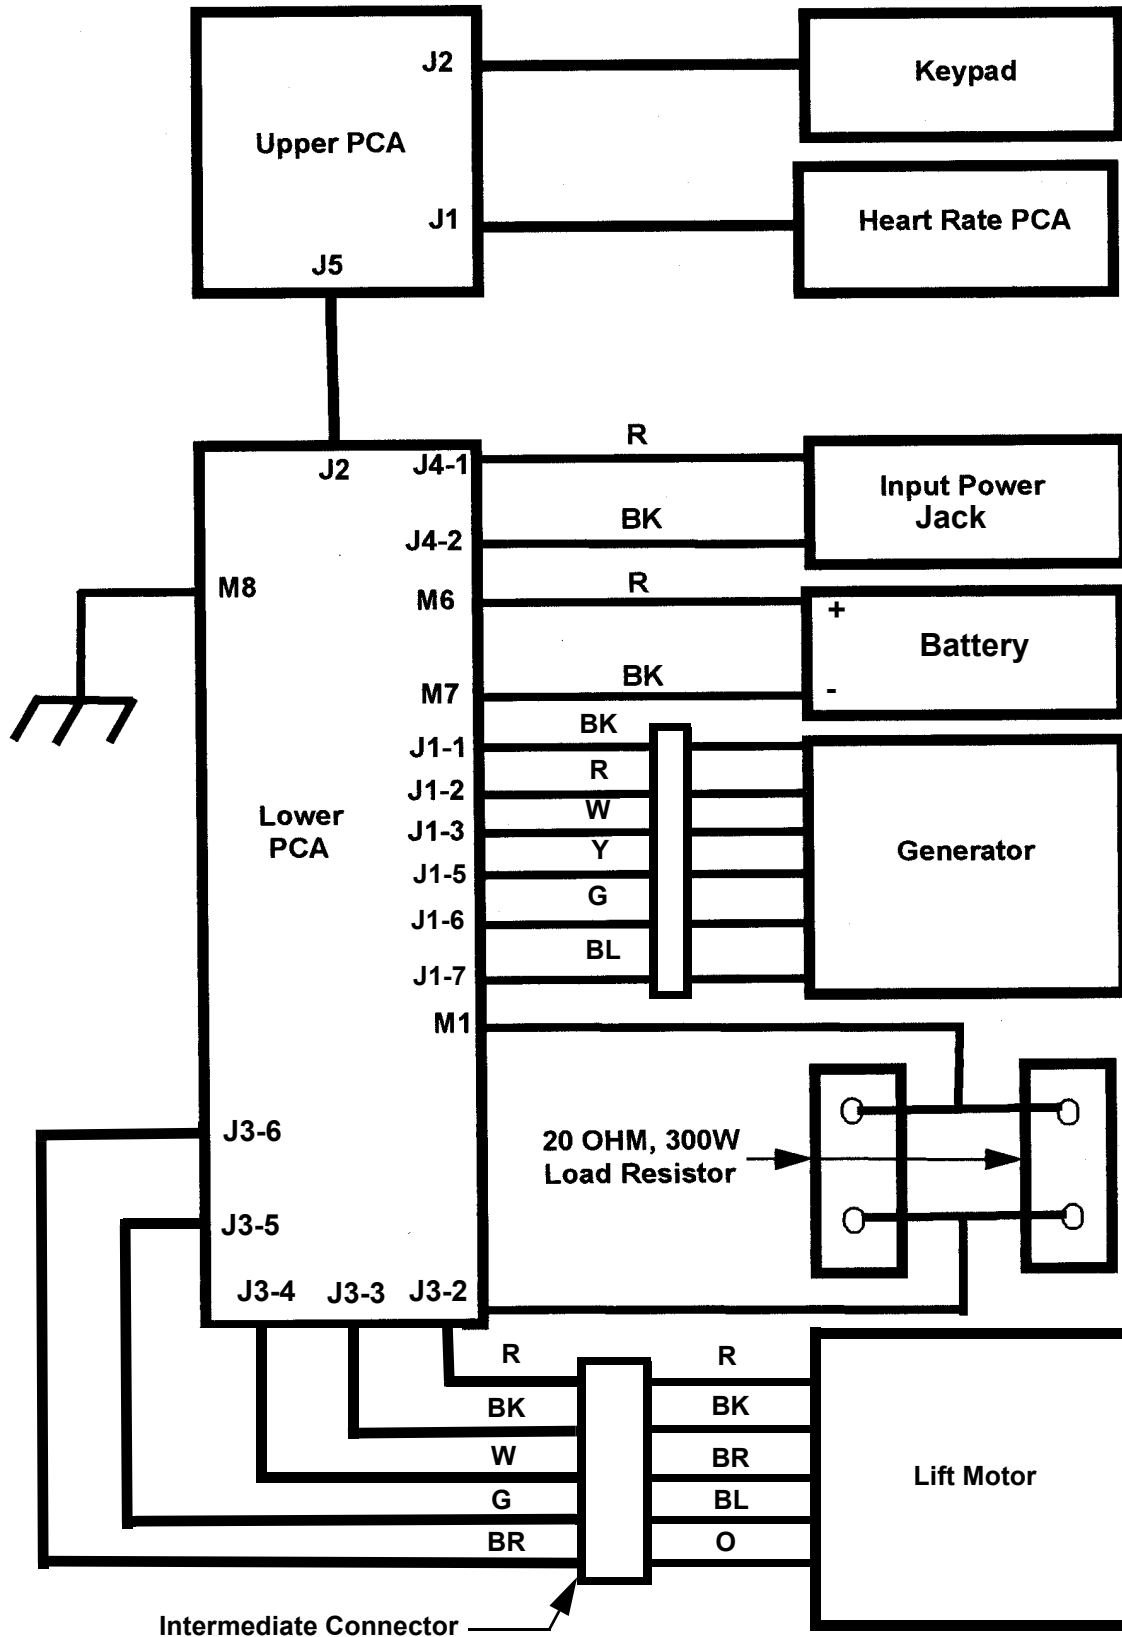 J2
Keypad
Upper PCA
J1
Heart Rate PCA
J5
R
J2
J4-1
Input Power
Jack
BK
J4-2
R
M8
M6
+
Battery
BK
M7
-
BK
J1-1
R
J1-2
W
Lower
PCA
J1-3
Y
Generator
J1-5
G
J1-6
BL
J1-7
M1
J3-6
20 OHM, 300W
Load Resistor
J3-5
J3-4
J3-3
J3-2
R
R
BK
BK
W
BR
Lift Motor
G
BL
BR
O
Intermediate Connector